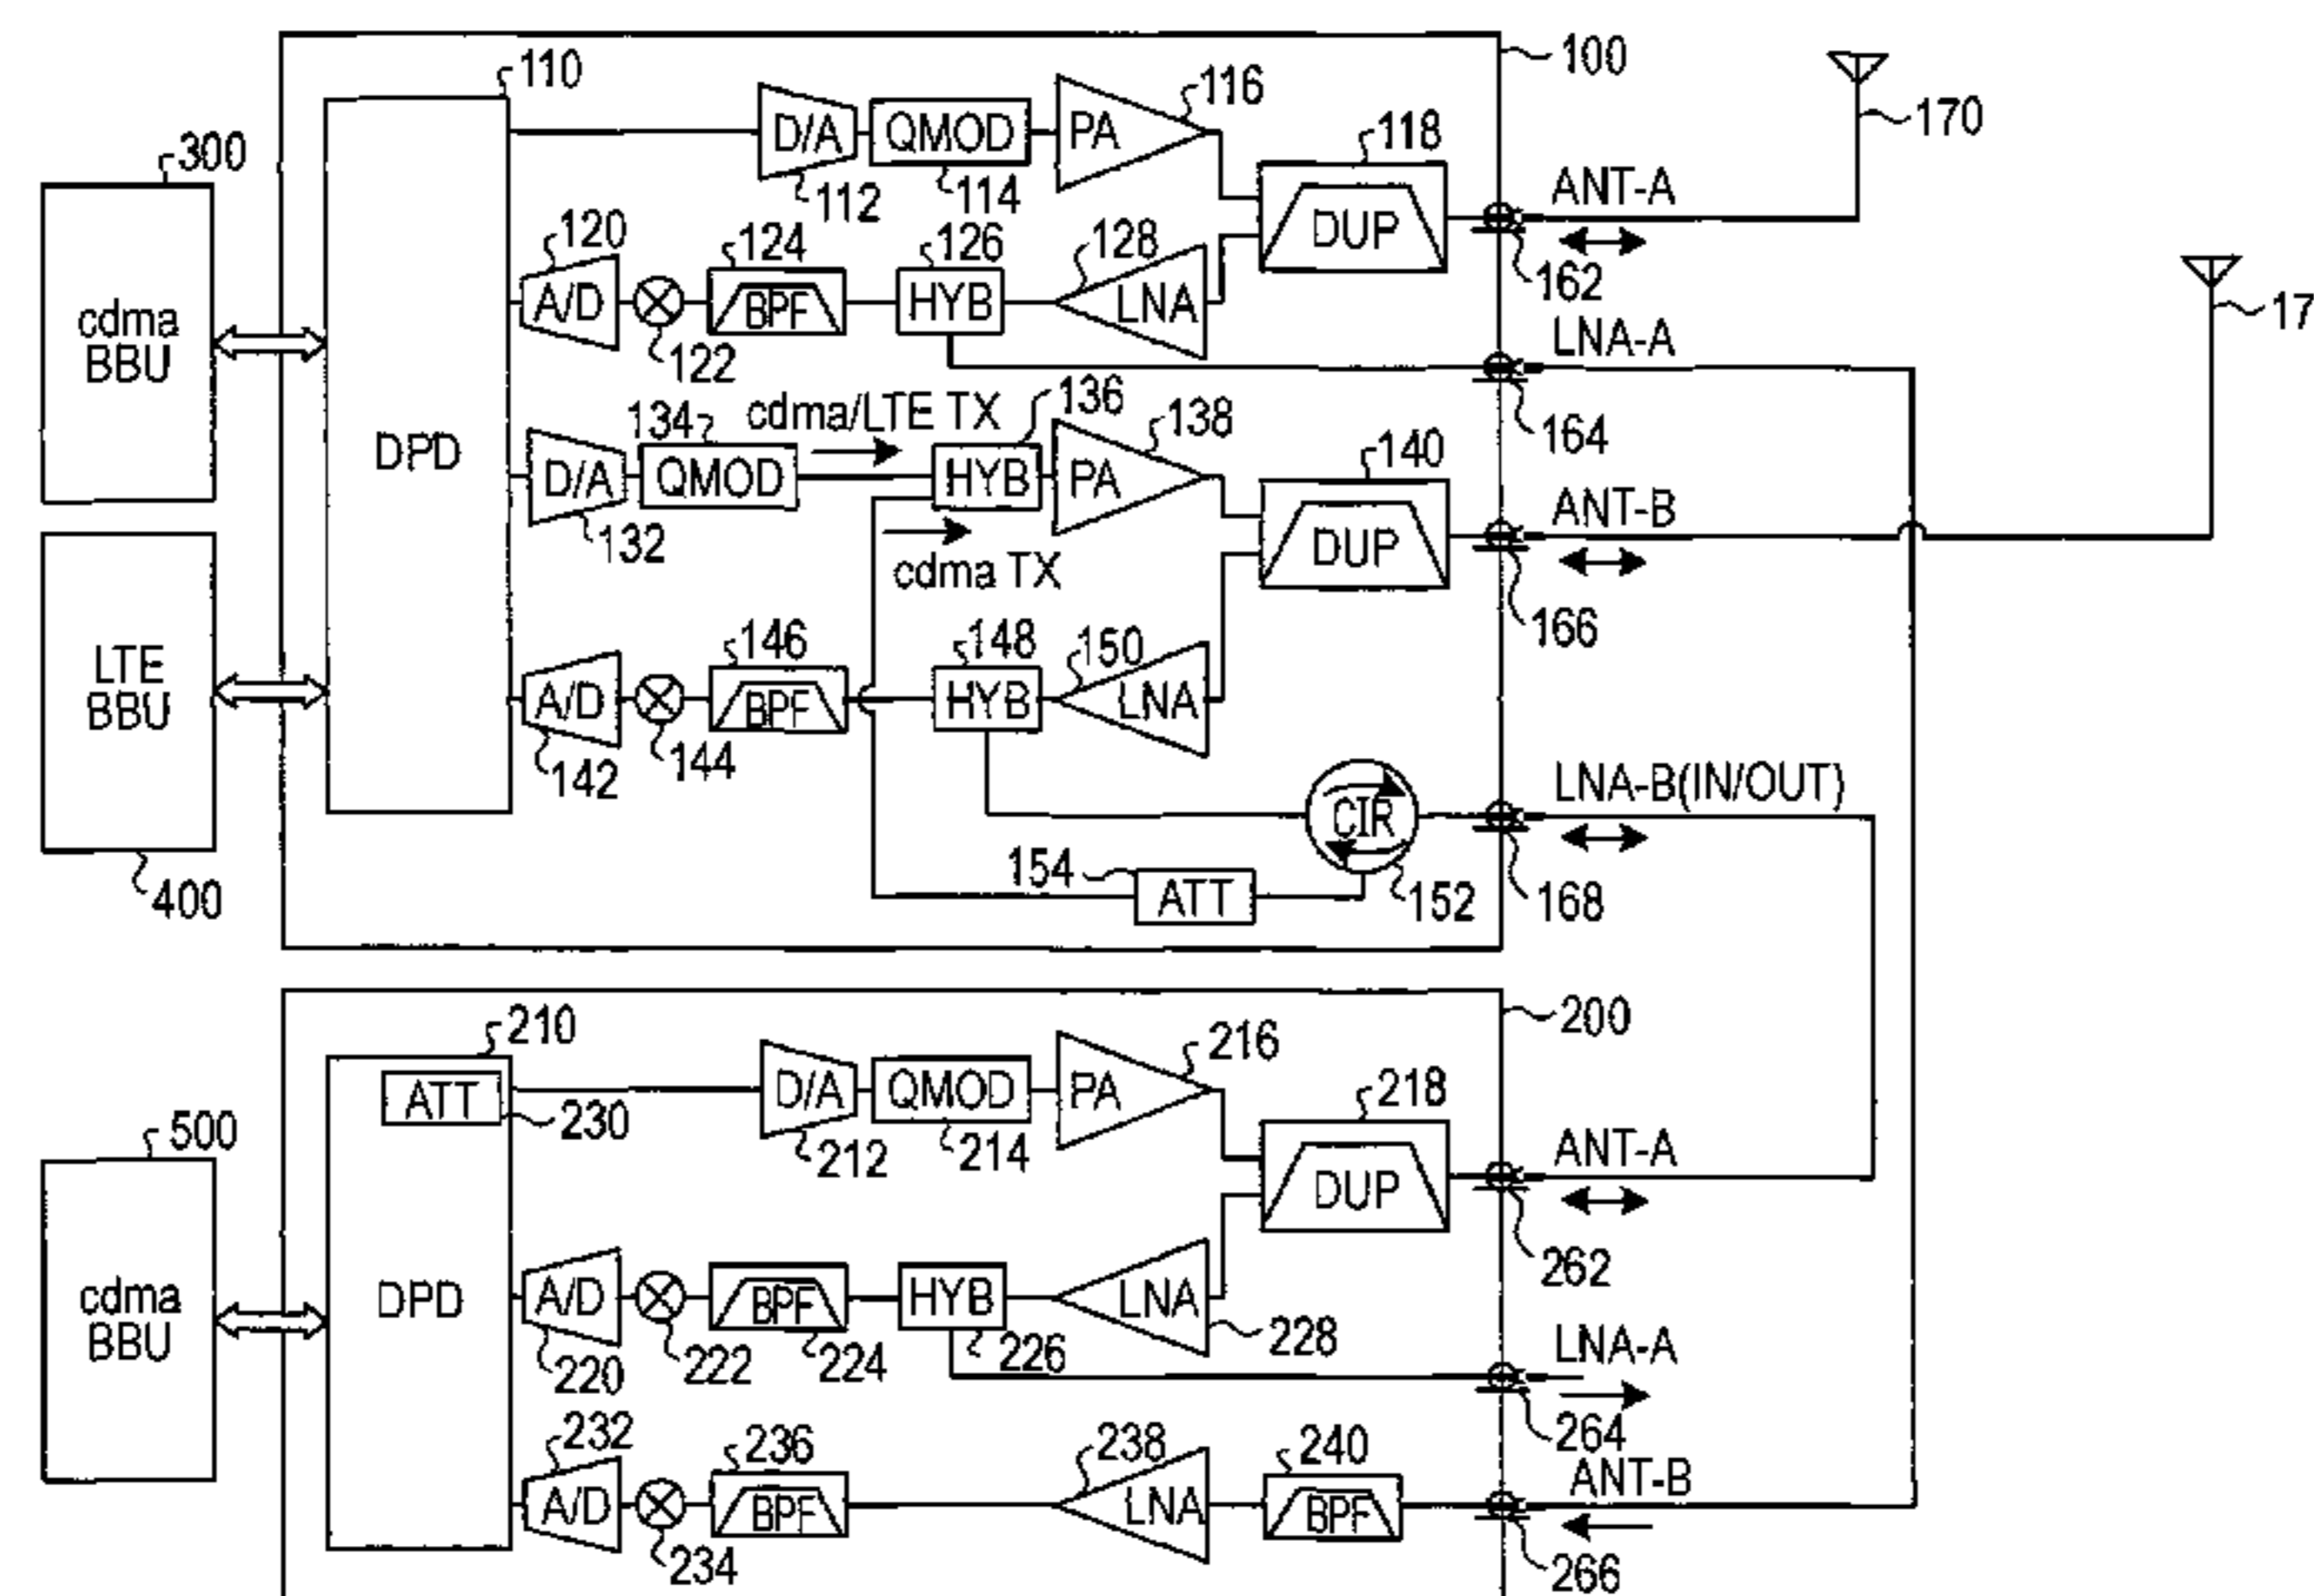 100
110
116
170
D/A
QMOD
PA
118
300
112
114
ANT-A
120
124
126
128
DUP
162
cdma
BBU
A/D
BPF
HYB
LNA
LNA-A
17
122
134
cdma/LTE TX
136
138
164
DPD
D/A
QMOD
HYB
PA
140
ANT-B
132
cdma TX
DUP
166
LTE
BBU
146
148
150
A/D
BPF
HYB
LNA
142
144
CIR
LNA-B(IN/OUT)
400
154
ATT
152
168
200
210
216
ATT
230
D/A
QMOD
PA
218
500
212
214
ANT-A
DUP
262
cdma
BBU
DPD
A/D
BPF
HYB
LNA
228
220
222
224
226
LNA-A
264
232
236
238
240
ANT-B
A/D
BPF
LNA
BPF
234
266